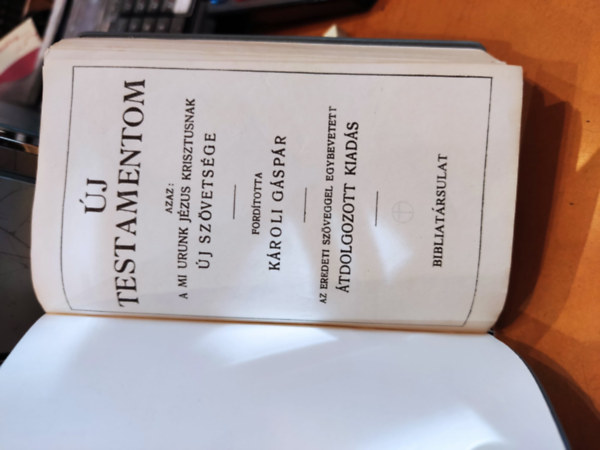 ÚJ
TESTAMENTOM
AZAZ:
A MI URUNK JÉZUS KRISZTUSNAK
ÚJ SZÖVETSÉGE
FORDÍTOTTA
KÁROLI GÁSPÁR
AZ EREDETI SZÖVEGGEL EGYBEVETETT
ÁTDOLGOZOTT KIADÁS
BIBLIATÁRSULAT